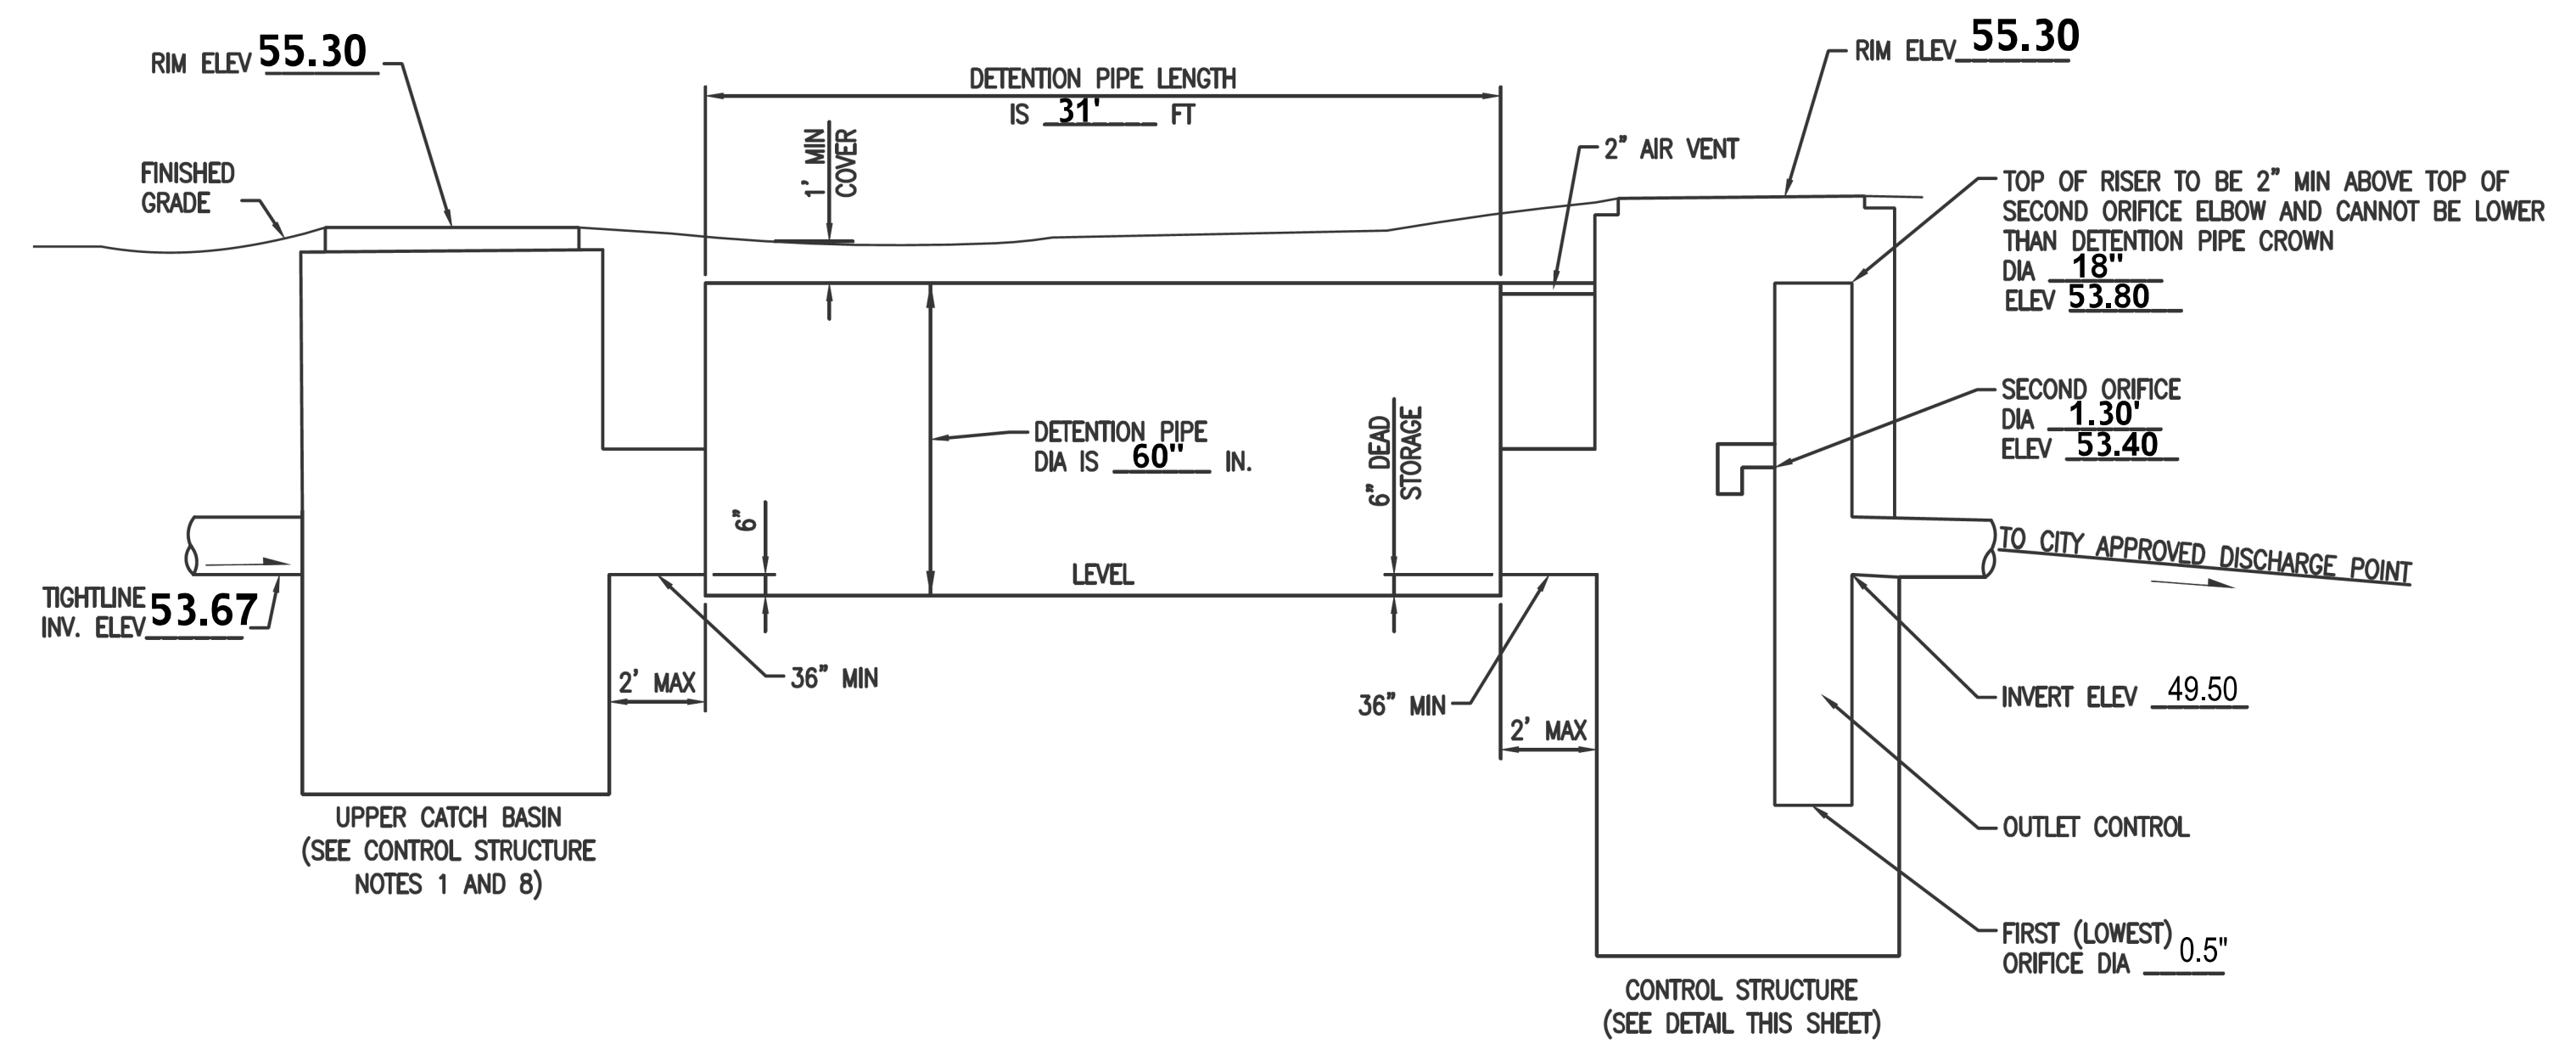 RIM ELEV 55.30
RIM ELEV 55.30
DETENTION PIPE LENGTH
IS 31' FT
1' MIN
COVER
2" AIR VENT
FINISHED
GRADE
TOP OF RISER TO BE 2" MIN ABOVE TOP OF
SECOND ORIFICE ELBOW AND CANNOT BE LOWER
THAN DETENTION PIPE CROWN
DIA 18"
ELEV 53.80
SECOND ORIFICE
DIA 1.30'
ELEV 53.40
DETENTION PIPE
DIA IS 60" IN.
6" DEAD
STORAGE
6"
LEVEL
TO CITY APPROVED DISCHARGE POINT
TIGHTLINE
INV. ELEV 53.67
2' MAX
36" MIN
36" MIN
2' MAX
INVERT ELEV 49.50
UPPER CATCH BASIN
(SEE CONTROL STRUCTURE
NOTES 1 AND 8)
OUTLET CONTROL
FIRST (LOWEST)
ORIFICE DIA 0.5"
CONTROL STRUCTURE
(SEE DETAIL THIS SHEET)